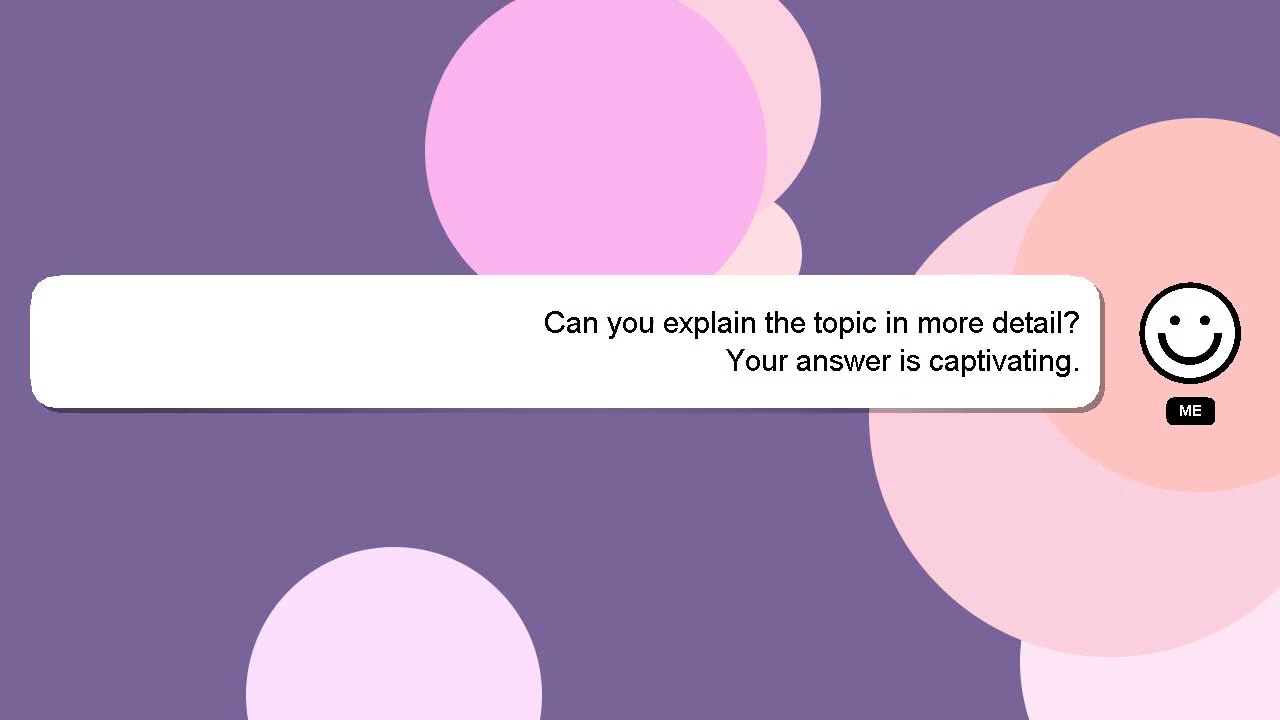 Can you explain the topic in more detail?
Your answer is captivating.
ME